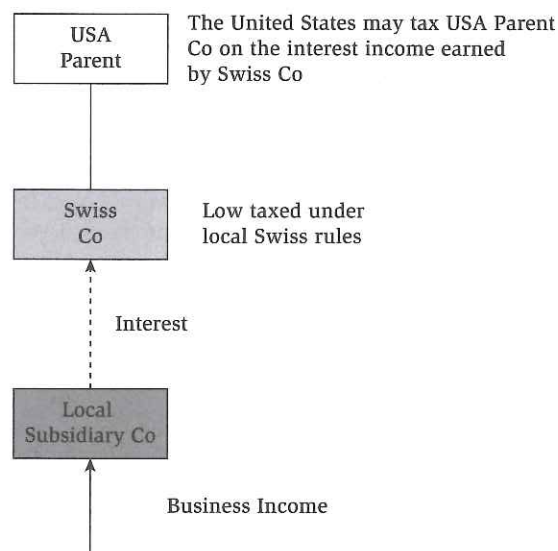 USA
Parent
The United States may tax USA Parent
Co on the interest income earned
by Swiss Co
Swiss
Co
Low taxed under
local Swiss rules
Interest
Local
Subsidiary Co
Business Income